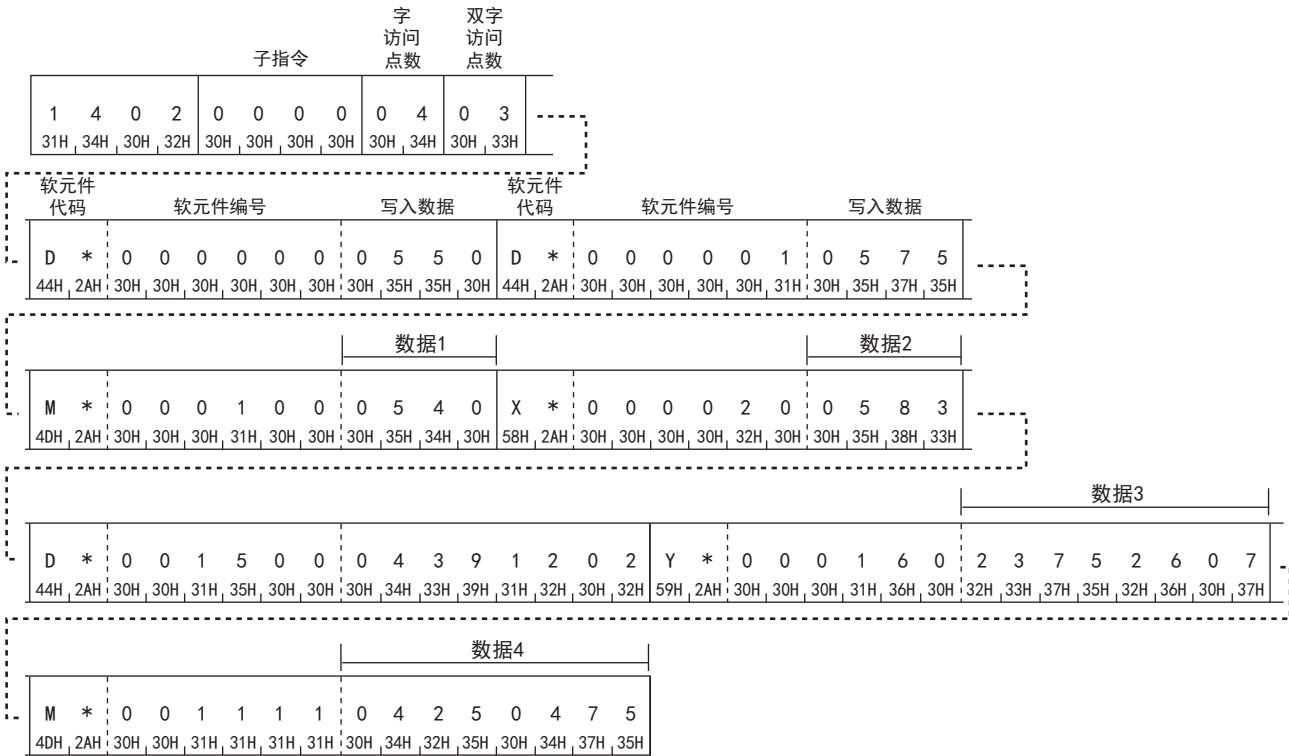 字
访问
点数
双字
访问
点数
子指令
1 4 0 2 0 0 0 0 0 4 0 3
31H 34H 30H 32H 30H 30H 30H 30H 30H 34H 30H 33H
软元件
代码
软元件编号
写入数据
软元件
代码
软元件编号
写入数据
D * 0 0 0 0 0 0 0 5 5 0 D * 0 0 0 0 0 1 0 5 7 5
44H 2AH 30H 30H 30H 30H 30H 30H 30H 35H 35H 30H 44H 2AH 30H 30H 30H 30H 30H 31H 30H 35H 37H 35H
数据1 数据2
M * 0 0 0 1 0 0 0 5 4 0 X * 0 0 0 0 2 0 0 5 8 3
4DH 2AH 30H 30H 30H 31H 30H 30H 30H 35H 34H 30H 58H 2AH 30H 30H 30H 30H 32H 30H 30H 35H 38H 33H
数据3
D * 0 0 1 5 0 0 0 4 3 9 1 2 0 2 Y * 0 0 0 1 6 0 2 3 7 5 2 6 0 7
44H 2AH 30H 30H 31H 35H 30H 30H 30H 34H 33H 39H 31H 32H 30H 32H 59H 2AH 30H 30H 30H 31H 36H 30H 32H 33H 37H 35H 32H 36H 30H 37H
数据4
M * 0 0 1 1 1 1 0 4 2 5 0 4 7 5
4DH 2AH 30H 30H 31H 31H 31H 31H 30H 34H 32H 35H 30H 34H 37H 35H